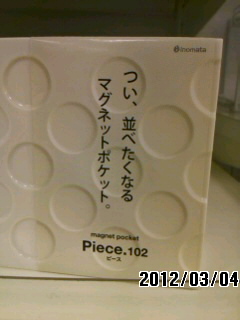 inomata
つい、並べたくなる
マグネットポケット。
magnet pocket
Piece.102
ピース
2012/03/04